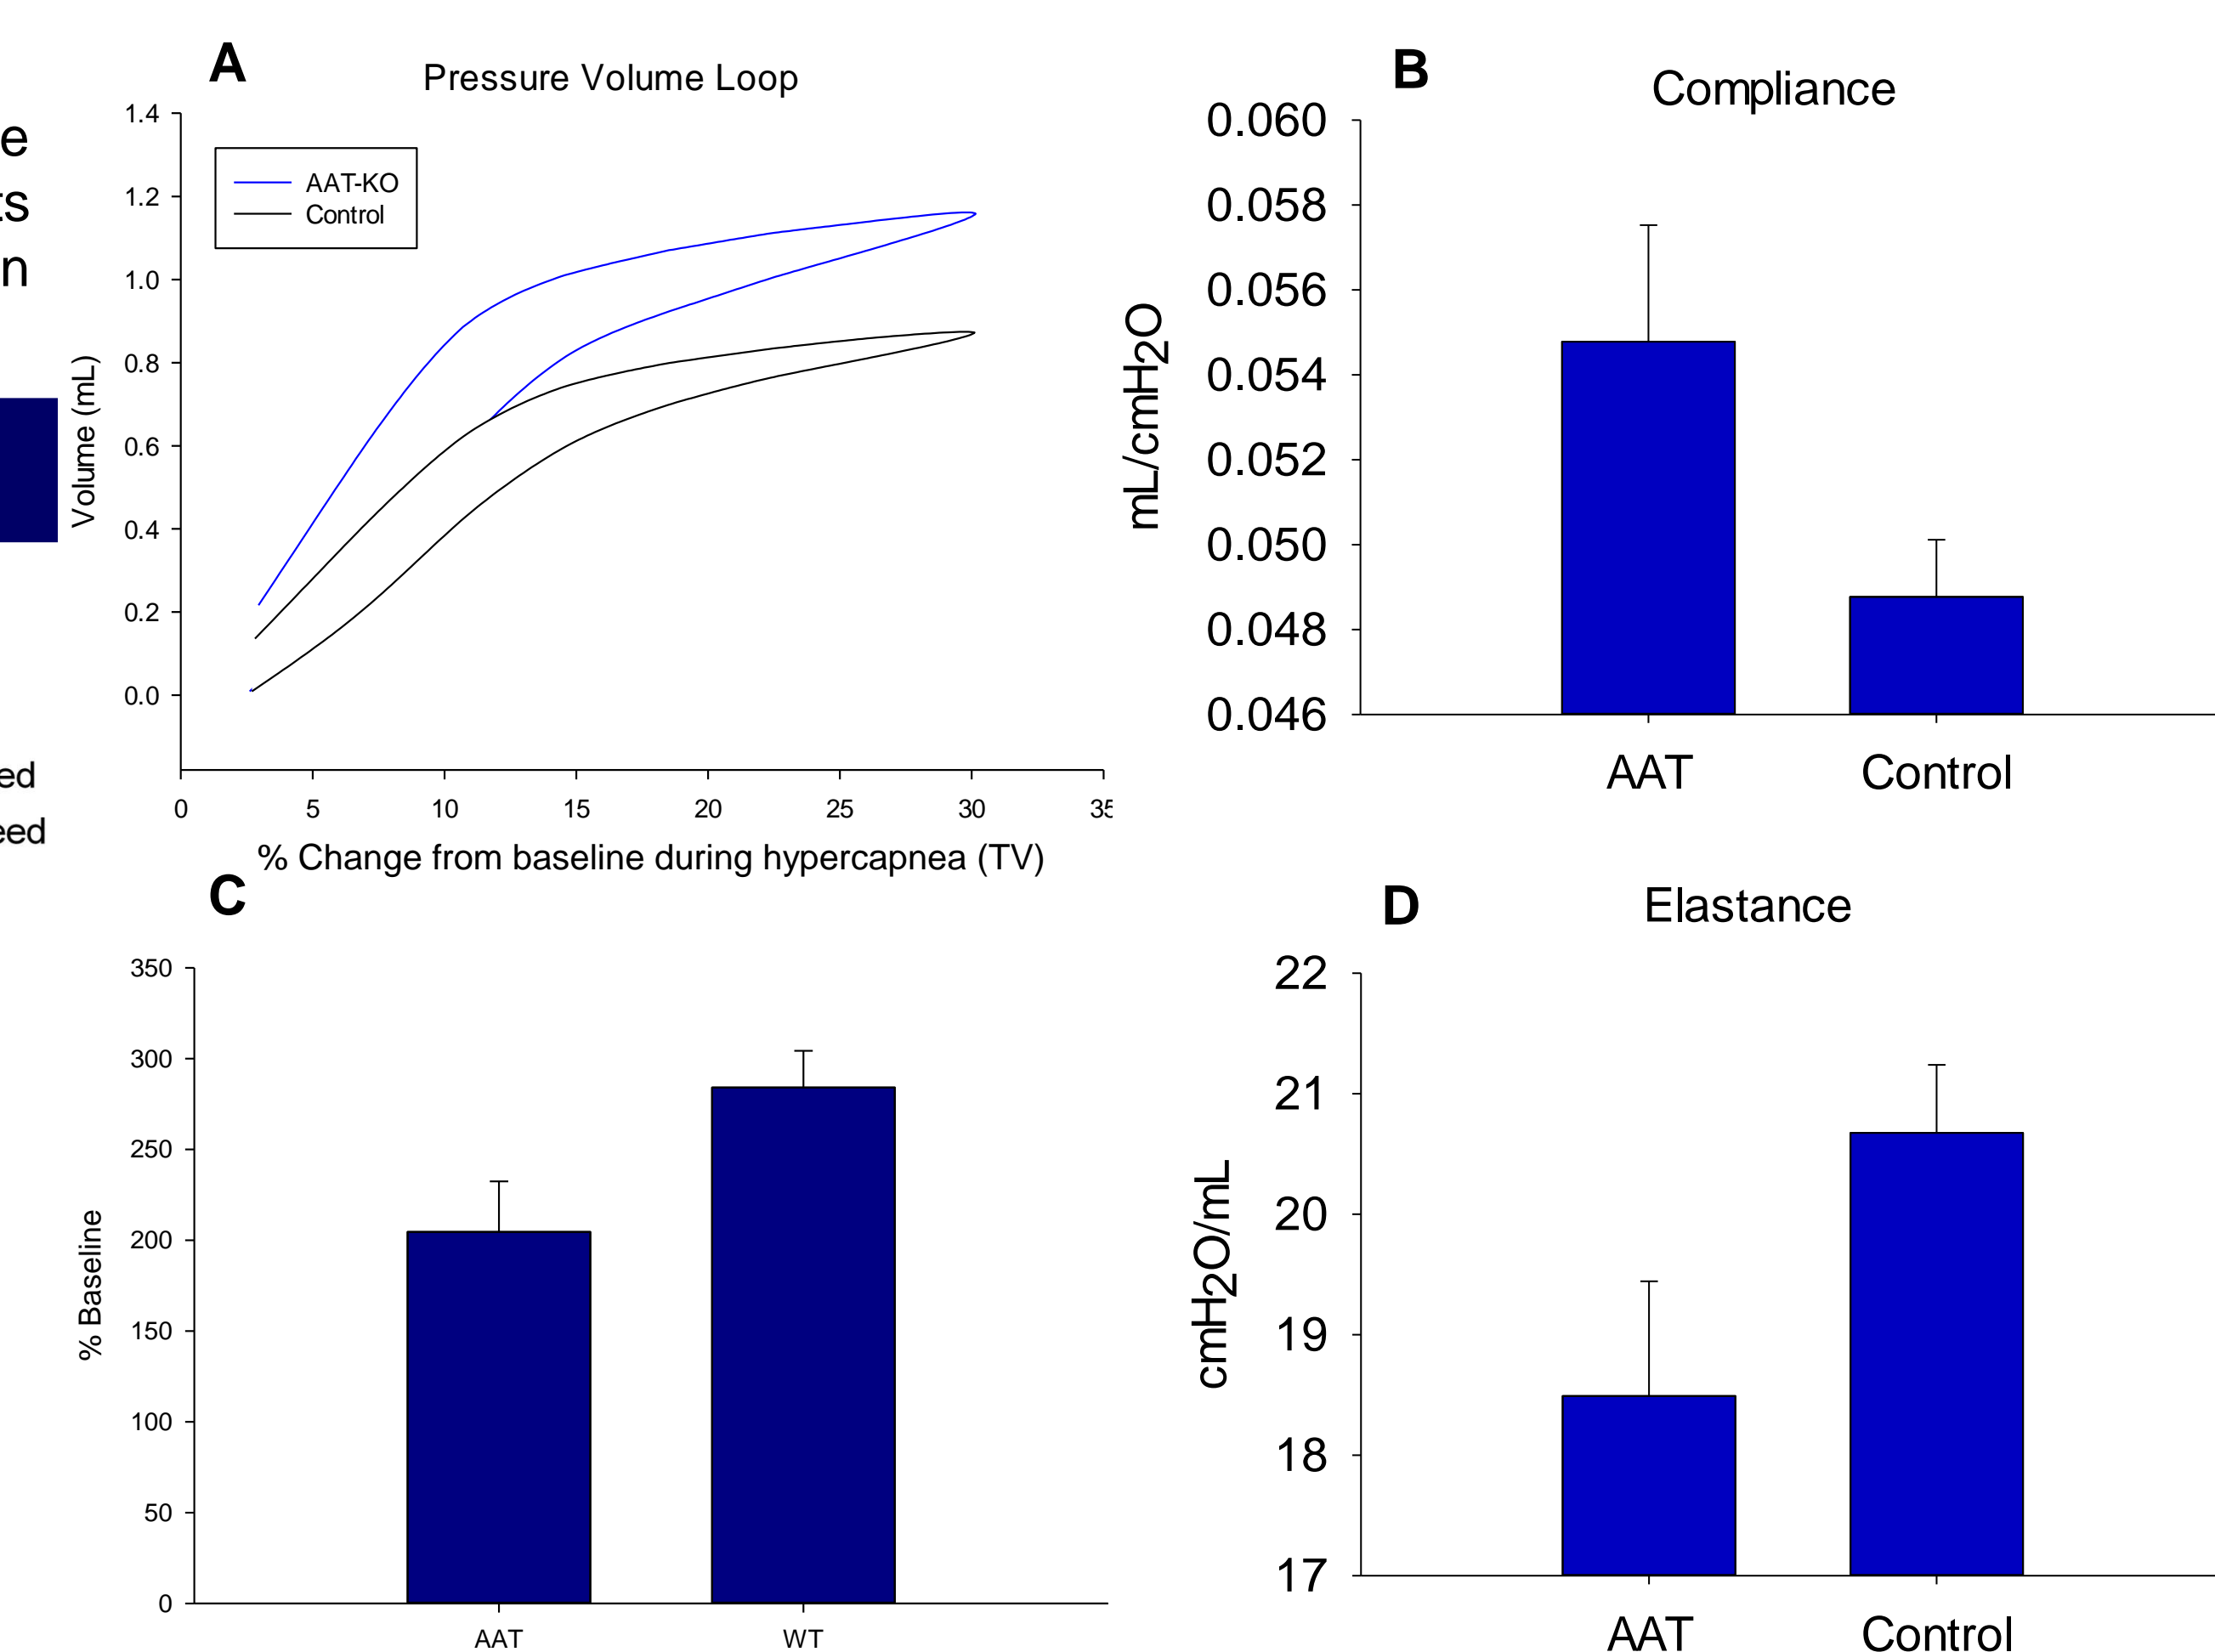 e
ts
n
ed
eed
A
Pressure Volume Loop
1.4
1.2
1.0
0.8
0.6
0.4
0.2
0.0
Volume (mL)
AAT-KO
Control
0 5 10 15 20 25 30 35
B
Compliance
0.060
0.058
0.056
0.054
0.052
0.050
0.048
0.046
mL/cmH2O
AAT Control
C
% Change from baseline during hypercapnea (TV)
350
300
250
200
150
100
50
0
% Baseline
AAT WT
D
Elastance
22
21
20
19
18
17
cmH2O/mL
AAT Control